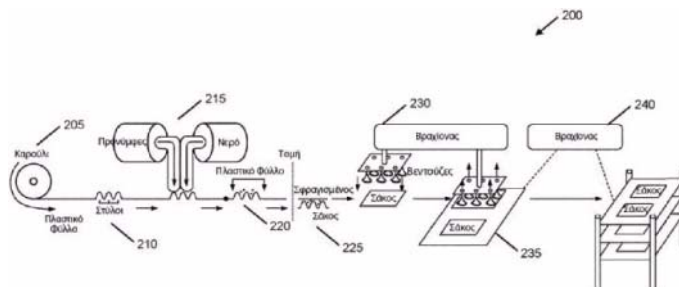 200
205
Καρούλι
Πλαστικό
Φύλλο
Στύλοι
210
215
Προνύμφες
Νερό
Πλαστικό Φύλλο
220
Τομή
Σφραγισμένος
Σάκος
225
230
Βραχίονας
Βεντούζες
Σάκος
Σάκος
235
240
Βραχίονας
Σάκος
Σάκος